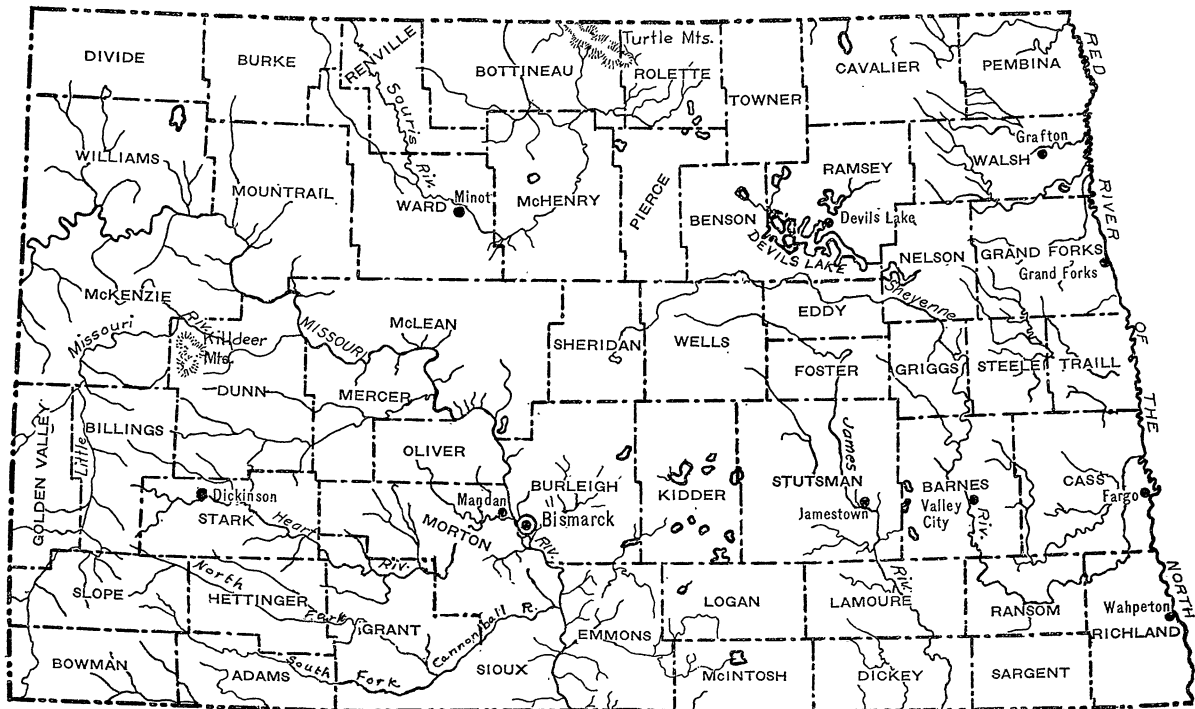 DIVIDE
BURKE
RENVILLE
BOTTINEAU
Turtle Mts.
ROLETTE
TOWNER
CAVALIER
PEMBINA
RED
RIVER
OF
THE
NORTH
WILLIAMS
MOUNTRAIL
Souris
Riv.
WARD
Minot
McHENRY
PIERCE
BENSON
RAMSEY
Devils Lake
DEVILS LAKE
Grafton
WALSH
NELSON
GRAND FORKS
Grand Forks
McKENZIE
Missouri
Riv.
Killdeer
Mts.
DUNN
MISSOURI
McLEAN
MERCER
SHERIDAN
WELLS
EDDY
Sheyenne
FOSTER
GRIGGS
STEELE
TRAILL
GOLDEN VALLEY
BILLINGS
Little
OLIVER
Mandan
BURLEIGH
Bismarck
RIV.
KIDDER
STUTSMAN
James
Jamestown
BARNES
Valley
City
Riv.
CASS
Fargo
Dickinson
STARK
Heart
Riv.
MORTON
SLOPE
North
Fork
HETTINGER
GRANT
Cannonball R.
EMMONS
LOGAN
LAMOURE
Riv.
RANSOM
Wahpeton
RICHLAND
BOWMAN
ADAMS
South
Fork
SIOUX
McINTOSH
DICKEY
SARGENT